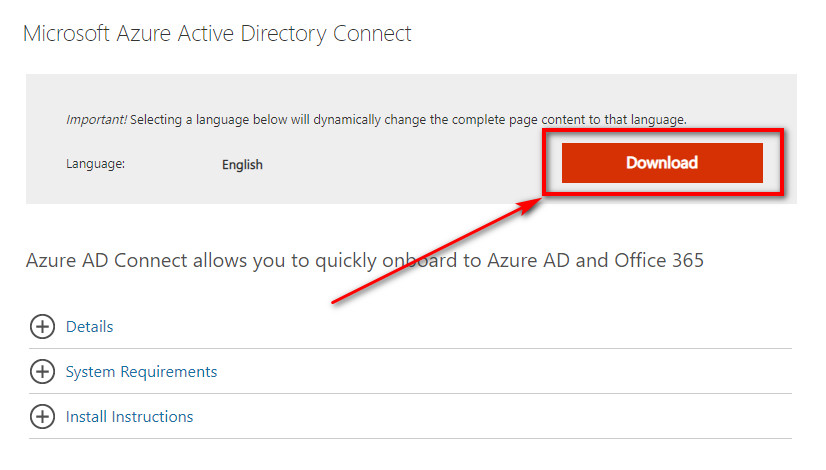 Microsoft Azure Active Directory Connect
Important! Selecting a language below will dynamically change the complete page content to that language.
Language: English Download
Azure AD Connect allows you to quickly onboard to Azure AD and Office 365
Details
System Requirements
Install Instructions